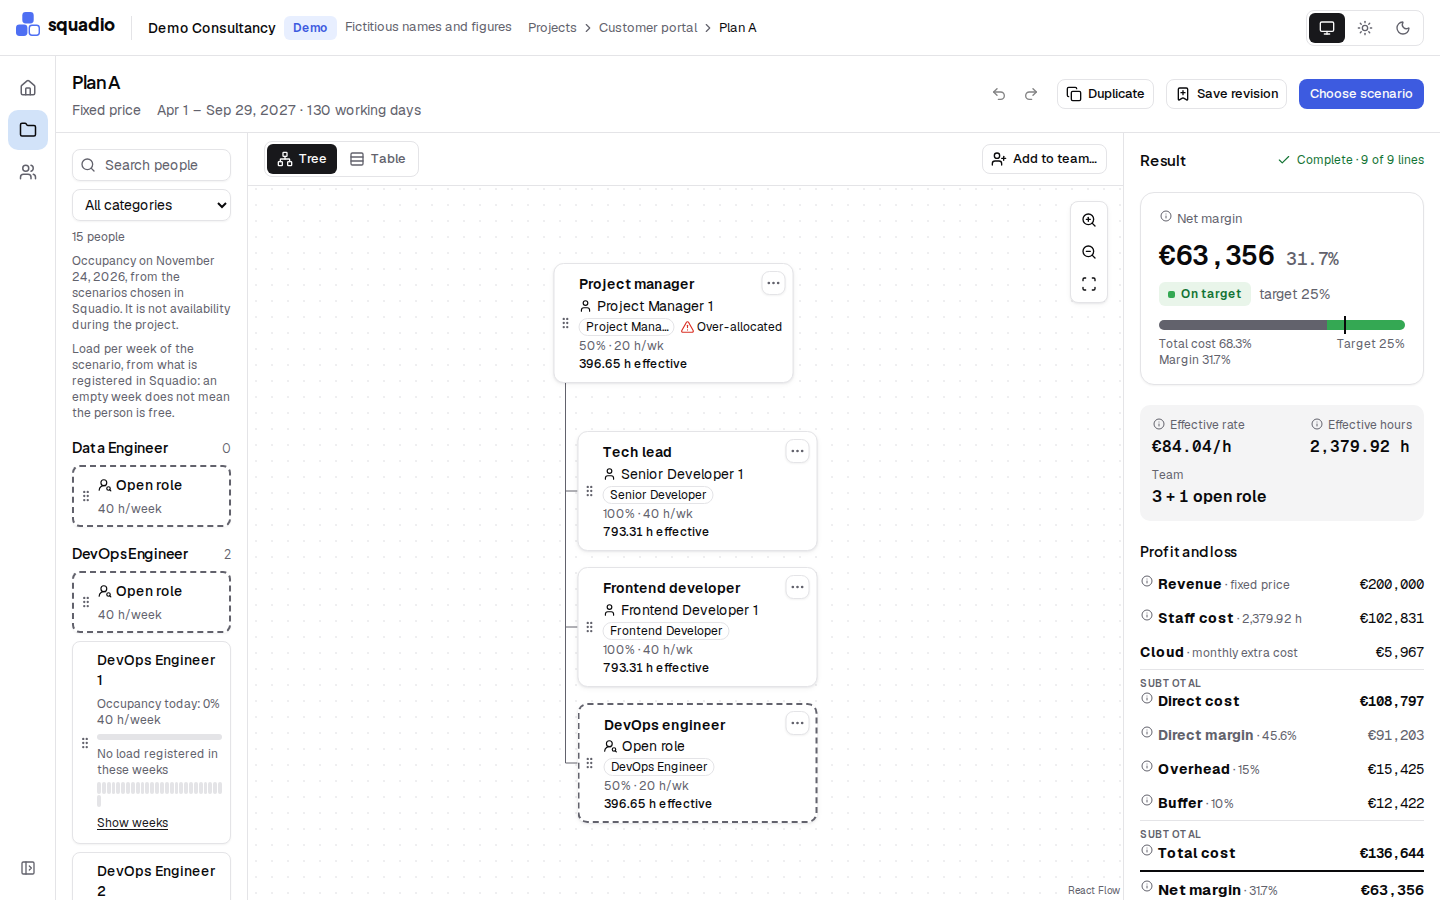 squadio
Demo Consultancy
Demo
Fictitious names and figures
Projects
Customer portal
Plan A
Plan A
Fixed price
Apr 1 – Sep 29, 2027 · 130 working days
Duplicate
Save revision
Choose scenario
Search people
All categories
15 people
Occupancy on November
24, 2026, from the
scenarios chosen in
Squadio. It is not availability
during the project.
Load per week of the
scenario, from what is
registered in Squadio: an
empty week does not mean
the person is free.
Data Engineer
0
Open role
40 h/week
DevOps Engineer
2
Open role
40 h/week
DevOps Engineer
1
Occupancy today: 0%
40 h/week
No load registered in
these weeks
Show weeks
DevOps Engineer
2
Tree
Table
Add to team...
Project manager
Project Manager 1
Project Mana...
Over-allocated
50% · 20 h/wk
396.65 h effective
Tech lead
Senior Developer 1
Senior Developer
100% · 40 h/wk
793.31 h effective
Frontend developer
Frontend Developer 1
Frontend Developer
100% · 40 h/wk
793.31 h effective
DevOps engineer
Open role
DevOps Engineer
50% · 20 h/wk
396.65 h effective
React Flow
Result
Complete · 9 of 9 lines
Net margin
€63,356 31.7%
On target
target 25%
Total cost 68.3%
Target 25%
Margin 31.7%
Effective rate
€84.04/h
Effective hours
2,379.92 h
Team
3 + 1 open role
Profit and loss
Revenue · fixed price €200,000
Staff cost · 2,379.92 h €102,831
Cloud · monthly extra cost €5,967
SUBTOTAL
Direct cost €108,797
Direct margin · 45.6% €91,203
Overhead · 15% €15,425
Buffer · 10% €12,422
SUBTOTAL
Total cost €136,644
Net margin · 31.7% €63,356